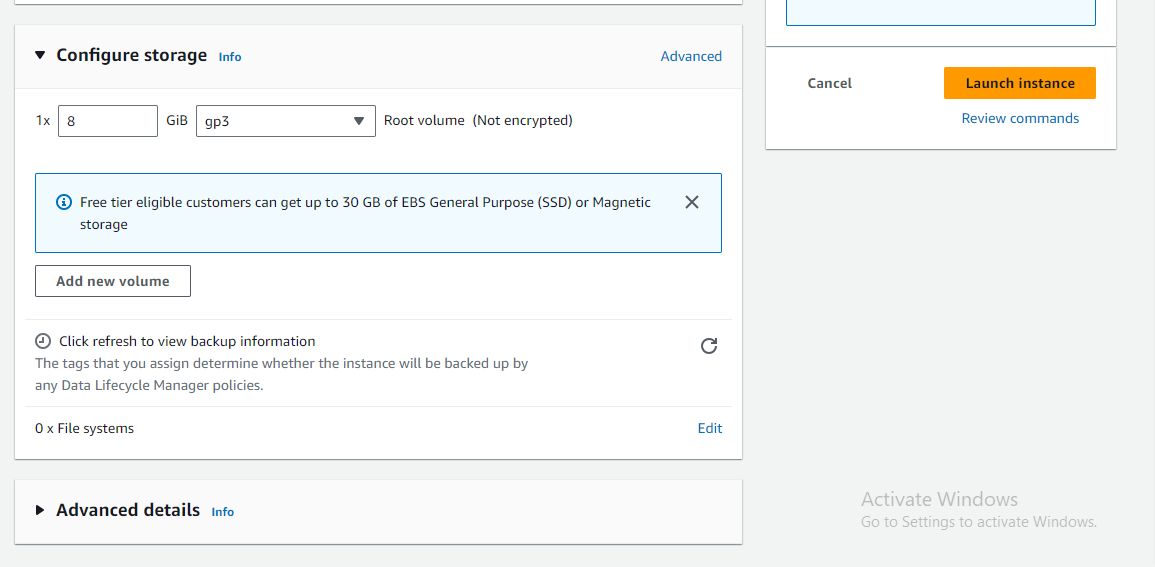 Configure storage Info
Advanced
1x 8 GiB gp3 Root volume (Not encrypted)
Free tier eligible customers can get up to 30 GB of EBS General Purpose (SSD) or Magnetic
storage
Add new volume
Click refresh to view backup information
The tags that you assign determine whether the instance will be backed up by
any Data Lifecycle Manager policies.
0 x File systems
Edit
Advanced details Info
Cancel
Launch instance
Review commands
Activate Windows
Go to Settings to activate Windows.